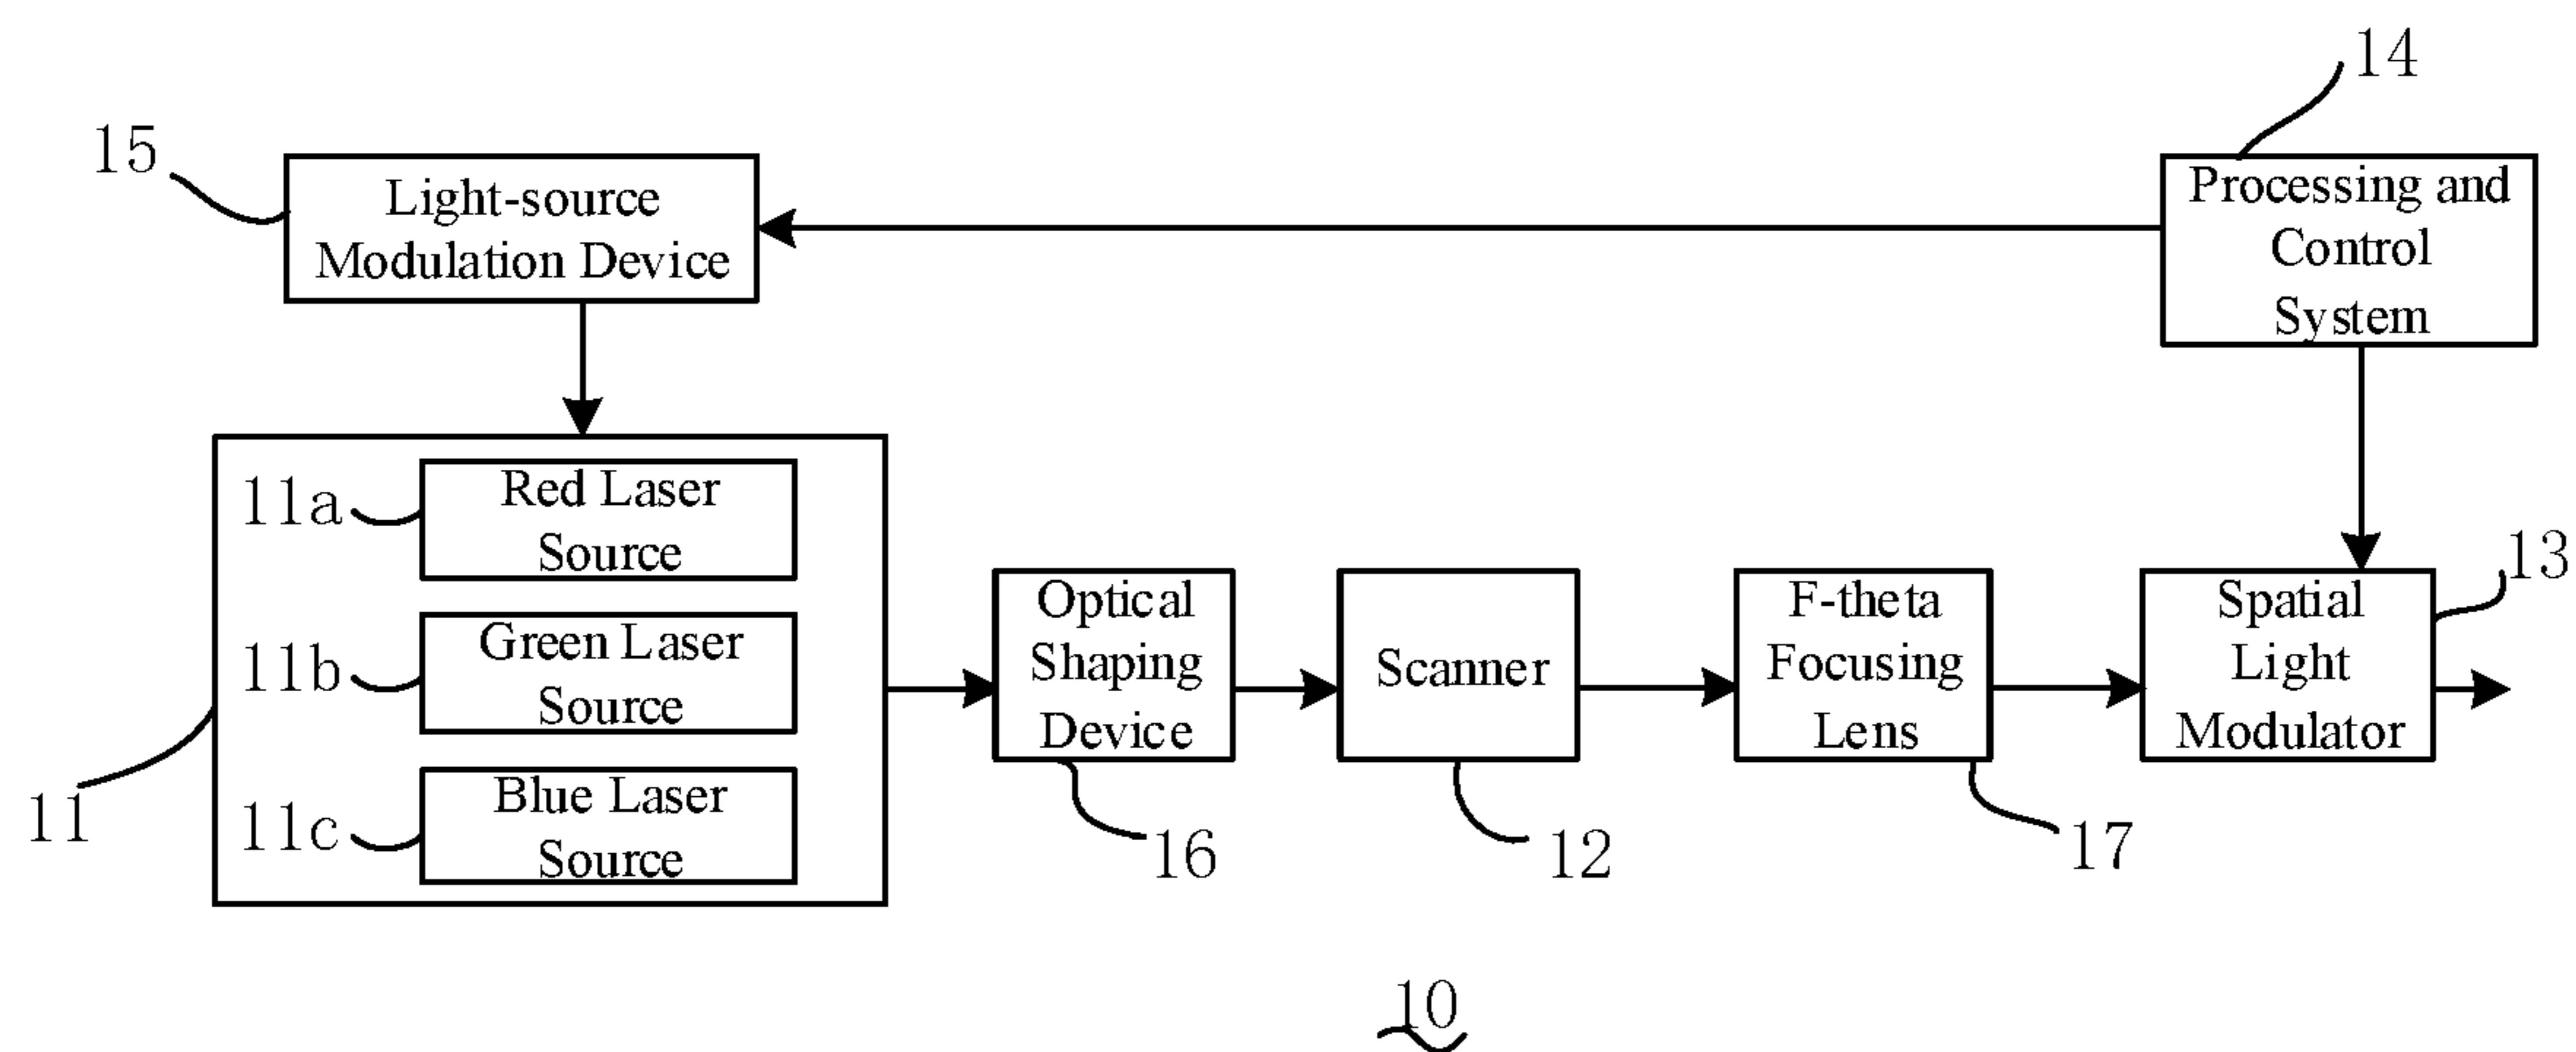 14
15
Light-source
Modulation Device
Processing and
Control
System
11a
Red Laser
Source
11b
Green Laser
Source
11c
Blue Laser
Source
11
Optical
Shaping
Device
16
Scanner
12
F-theta
Focusing
Lens
17
Spatial
Light
Modulator
13
10